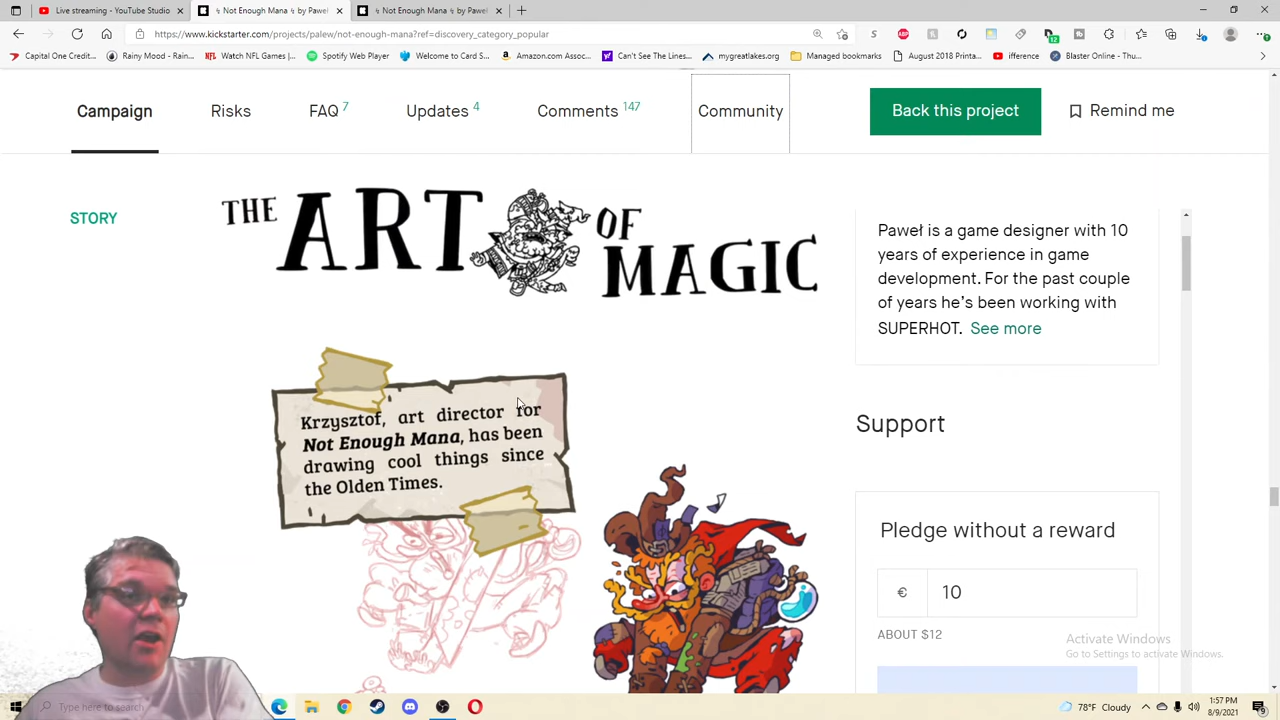 Live streaming - YouTube Studio
Not Enough Mana
by Paweł
Not Enough Mana
by Paweł
https://www.kickstarter.com/projects/palew/not-enough-mana?ref=discovery_category_popular
Capital One Credit...
Rainy Mood - Rain...
Watch NFL Games |...
Spotify Web Player
Welcome to Card S...
Amazon.com: Assoc...
Can't See The Lines...
mygreatlakes.org
Managed bookmarks
August 2018 Printa...
ifference
Blaster Online - Thu...
Campaign
Risks
FAQ 7
Updates 4
Comments 147
Community
Back this project
Remind me
STORY
THE ART OF MAGIC
Krzysztof, art director for
Not Enough Mana, has been
drawing cool things since
the Olden Times.
Paweł is a game designer with 10
years of experience in game
development. For the past couple
of years he's been working with
SUPERHOT. See more
Support
Pledge without a reward
€ 10
ABOUT $12
Activate Windows
Go to Settings to activate Windows.
Type here to search
78°F Cloudy
1:57 PM
8/9/2021